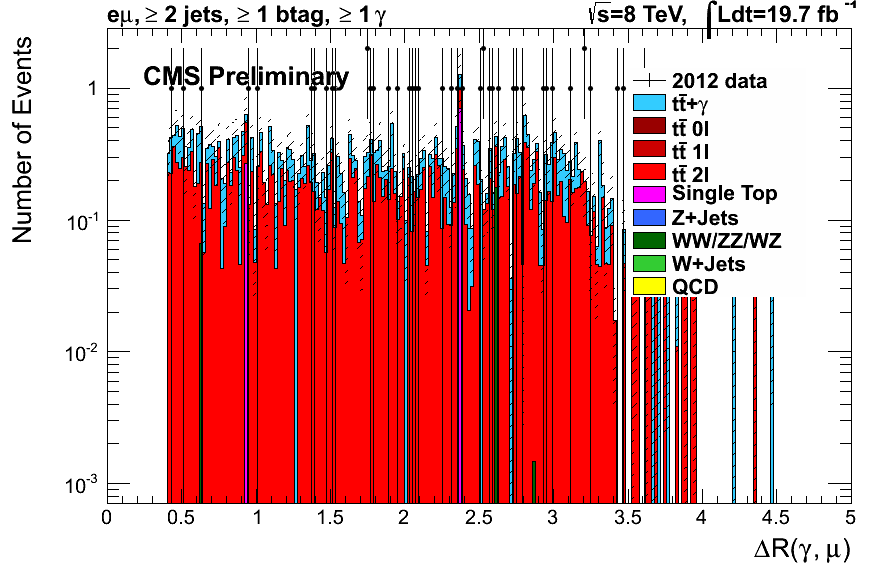 eμ, ≥ 2 jets, ≥ 1 btag, ≥ 1 γ √s=8 TeV, ∫Ldt=19.7 fb⁻¹
CMS Preliminary
Number of Events
1
10⁻¹
10⁻²
10⁻³
2012 data
tt̄+γ
tt̄ 0l
tt̄ 1l
tt̄ 2l
Single Top
Z+Jets
WW/ZZ/WZ
W+Jets
QCD
0 0.5 1 1.5 2 2.5 3 3.5 4 4.5 5
ΔR(γ, μ)